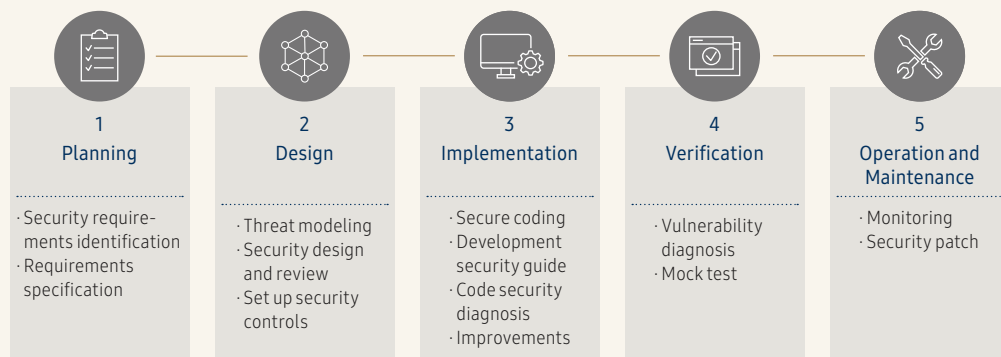 1
Planning
· Security require-
ments identification
· Requirements
specification
2
Design
· Threat modeling
· Security design
and review
· Set up security
controls
3
Implementation
· Secure coding
· Development
security guide
· Code security
diagnosis
· Improvements
4
Verification
· Vulnerability
diagnosis
· Mock test
5
Operation and
Maintenance
· Monitoring
· Security patch